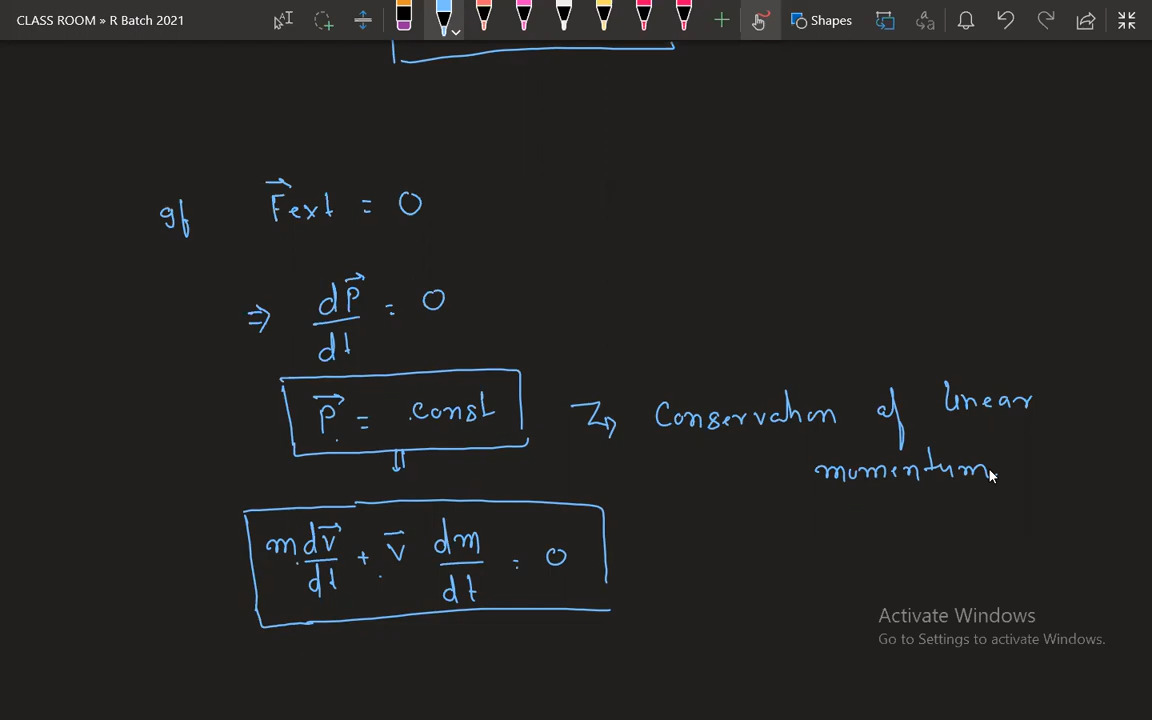 CLASS ROOM » R Batch 2021
Shapes
If F⃗ext = 0
⇒ dP⃗/dt = 0
P⃗ = const → Conservation of linear
momentum
m dv⃗/dt + v⃗ dm/dt = 0
Activate Windows
Go to Settings to activate Windows.